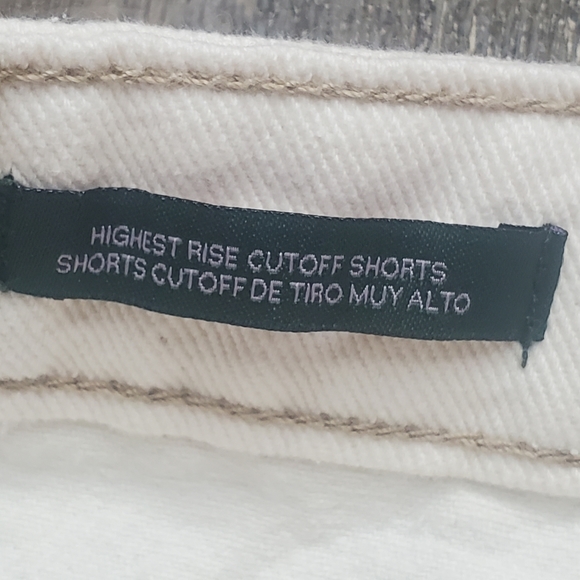 HIGHEST RISE CUTOFF SHORTS
SHORTS CUTOFF DE TIRO MUY ALTO